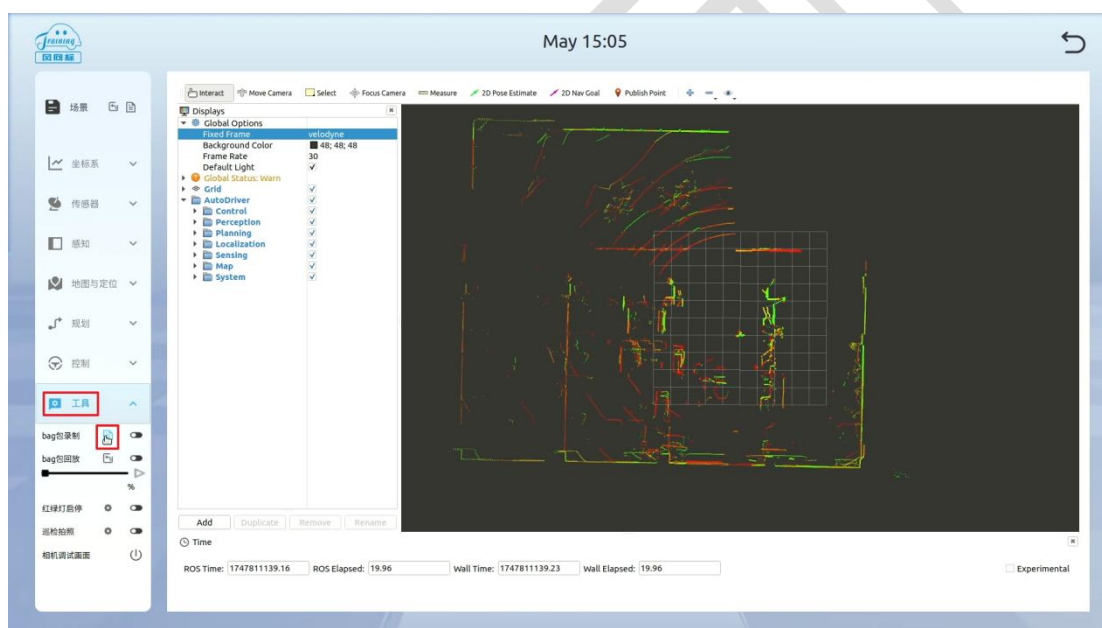 Training
风向标
May 15:05
场景
坐标系
传感器
感知
地图与定位
规划
控制
工具
bag包录制
bag包回放
%
红绿灯启停
巡检拍照
相机调试画面
Interact Move Camera Select Focus Camera Measure 2D Pose Estimate 2D Nav Goal Publish Point
Displays
Global Options
Fixed Frame velodyne
Background Color 48; 48; 48
Frame Rate 30
Default Light ✓
Global Status: Warn
Grid ✓
AutoDriver ✓
Control ✓
Perception ✓
Planning ✓
Localization ✓
Sensing ✓
Map ✓
System ✓
Add Duplicate Remove Rename
Time
ROS Time: 1747811139.16 ROS Elapsed: 19.96 Wall Time: 1747811139.23 Wall Elapsed: 19.96 Experimental